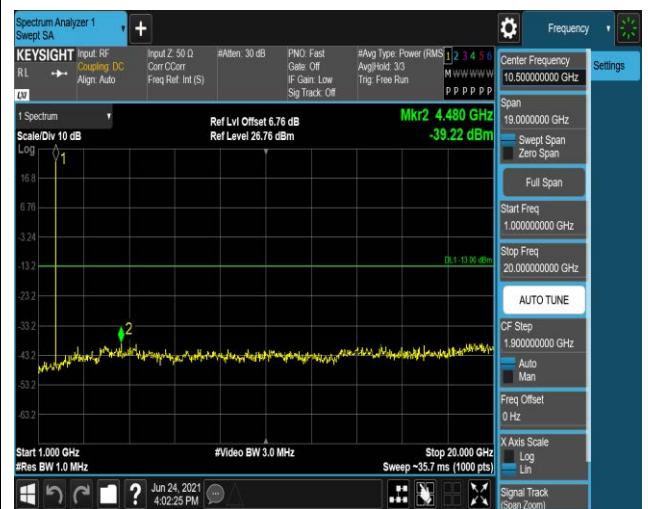 Spectrum Analyzer 1
Swept SA
+
Frequency
KEYSIGHT
RL
LXI
Input: RF
Coupling: DC
Align: Auto
Input Z: 50 Ω
Corr CCorr
Freq Ref: Int (S)
#Atten: 30 dB
PNO: Fast
Gate: Off
IF Gain: Low
Sig Track: Off
#Avg Type: Power (RMS
Avg|Hold: 3/3
Trig: Free Run
1 2 3 4 5 6
M W W W W W
P P P P P P
Center Frequency
10.500000000 GHz
Settings
Span
19.0000000 GHz
Swept Span
Zero Span
Full Span
Start Freq
1.000000000 GHz
Stop Freq
20.000000000 GHz
AUTO TUNE
CF Step
1.900000000 GHz
Auto
Man
Freq Offset
0 Hz
X Axis Scale
Log
Lin
Signal Track
(Span Zoom)
1 Spectrum
Scale/Div 10 dB
Log
Ref Lvl Offset 6.76 dB
Ref Level 26.76 dBm
Mkr2 4.480 GHz
-39.22 dBm
1
16.8
6.76
-3.24
-13.2
DL1 -13.00 dBm
-23.2
-33.2
2
-43.2
-53.2
-63.2
Start 1.000 GHz
#Res BW 1.0 MHz
#Video BW 3.0 MHz
Stop 20.000 GHz
Sweep ~35.7 ms (1000 pts)
?
Jun 24, 2021
4:02:25 PM